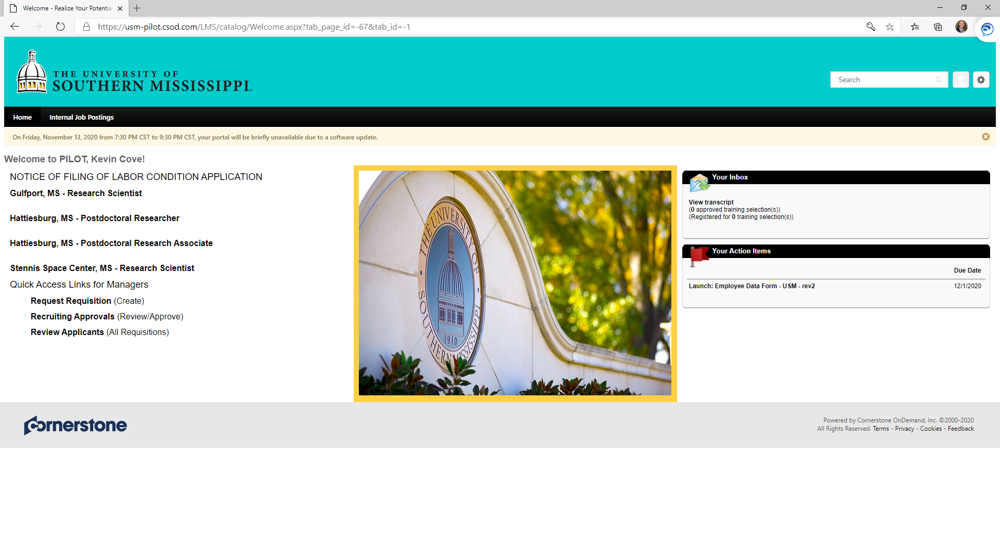 Welcome - Realize Your Potentia
https://usm-pilot.csod.com/LMS/catalog/Welcome.aspx?tab_page_id=-67&tab_id=-1
THE UNIVERSITY OF
SOUTHERN MISSISSIPPI.
Search
Home Internal Job Postings
On Friday, November 13, 2020 from 7:30 PM CST to 9:30 PM CST, your portal will be briefly unavailable due to a software update.
Welcome to PILOT, Kevin Cove!
NOTICE OF FILING OF LABOR CONDITION APPLICATION
Gulfport, MS - Research Scientist
Hattiesburg, MS - Postdoctoral Researcher
Hattiesburg, MS - Postdoctoral Research Associate
Stennis Space Center, MS - Research Scientist
Quick Access Links for Managers
Request Requisition (Create)
Recruiting Approvals (Review/Approve)
Review Applicants (All Requisitions)
THE UNIVERSITY OF
SOUTHERN MISSISSIPPI
1910
Your Inbox
View transcript
(0 approved training selection(s))
(Registered for 0 training selection(s))
Your Action Items
Due Date
Launch: Employee Data Form - USM - rev2 12/1/2020
cornerstone
Powered by Cornerstone OnDemand, Inc. ©2000-2020
All Rights Reserved. Terms - Privacy - Cookies - Feedback